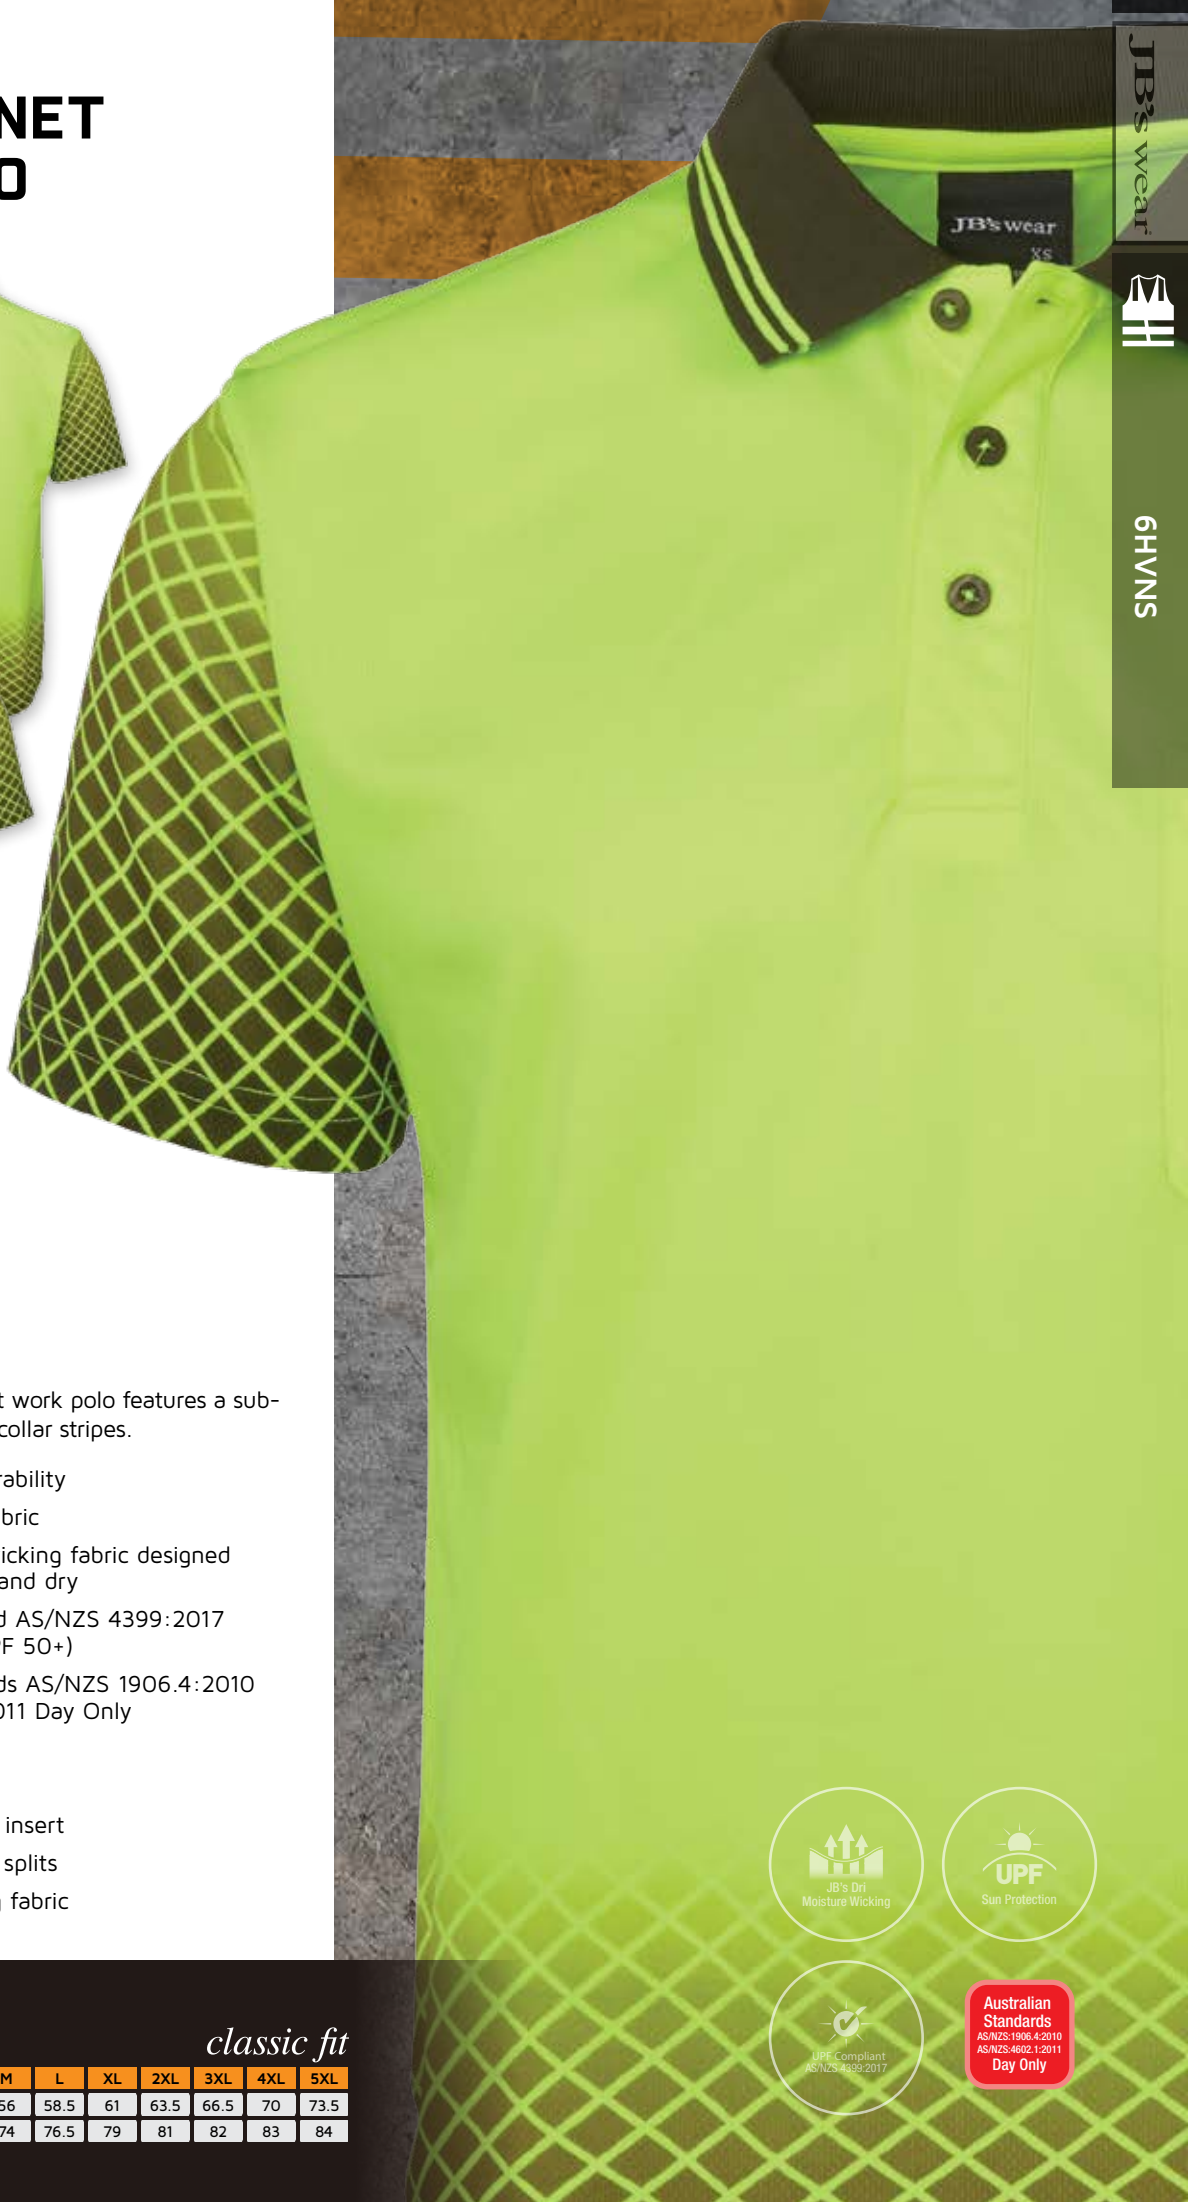 NET
O
JB's wear
JB's wear
XS
6HVNS
t work polo features a sub-
collar stripes.
rability
bric
icking fabric designed
and dry
d AS/NZS 4399:2017
PF 50+)
ds AS/NZS 1906.4:2010
011 Day Only
insert
splits
g fabric
JB's Dri
Moisture Wicking
UPF
Sun Protection
UPF Compliant
AS/NZS 4399:2017
Australian
Standards
AS/NZS:1906.4:2010
AS/NZS:4602.1:2011
Day Only
classic fit
M L XL 2XL 3XL 4XL 5XL
56 58.5 61 63.5 66.5 70 73.5
74 76.5 79 81 82 83 84